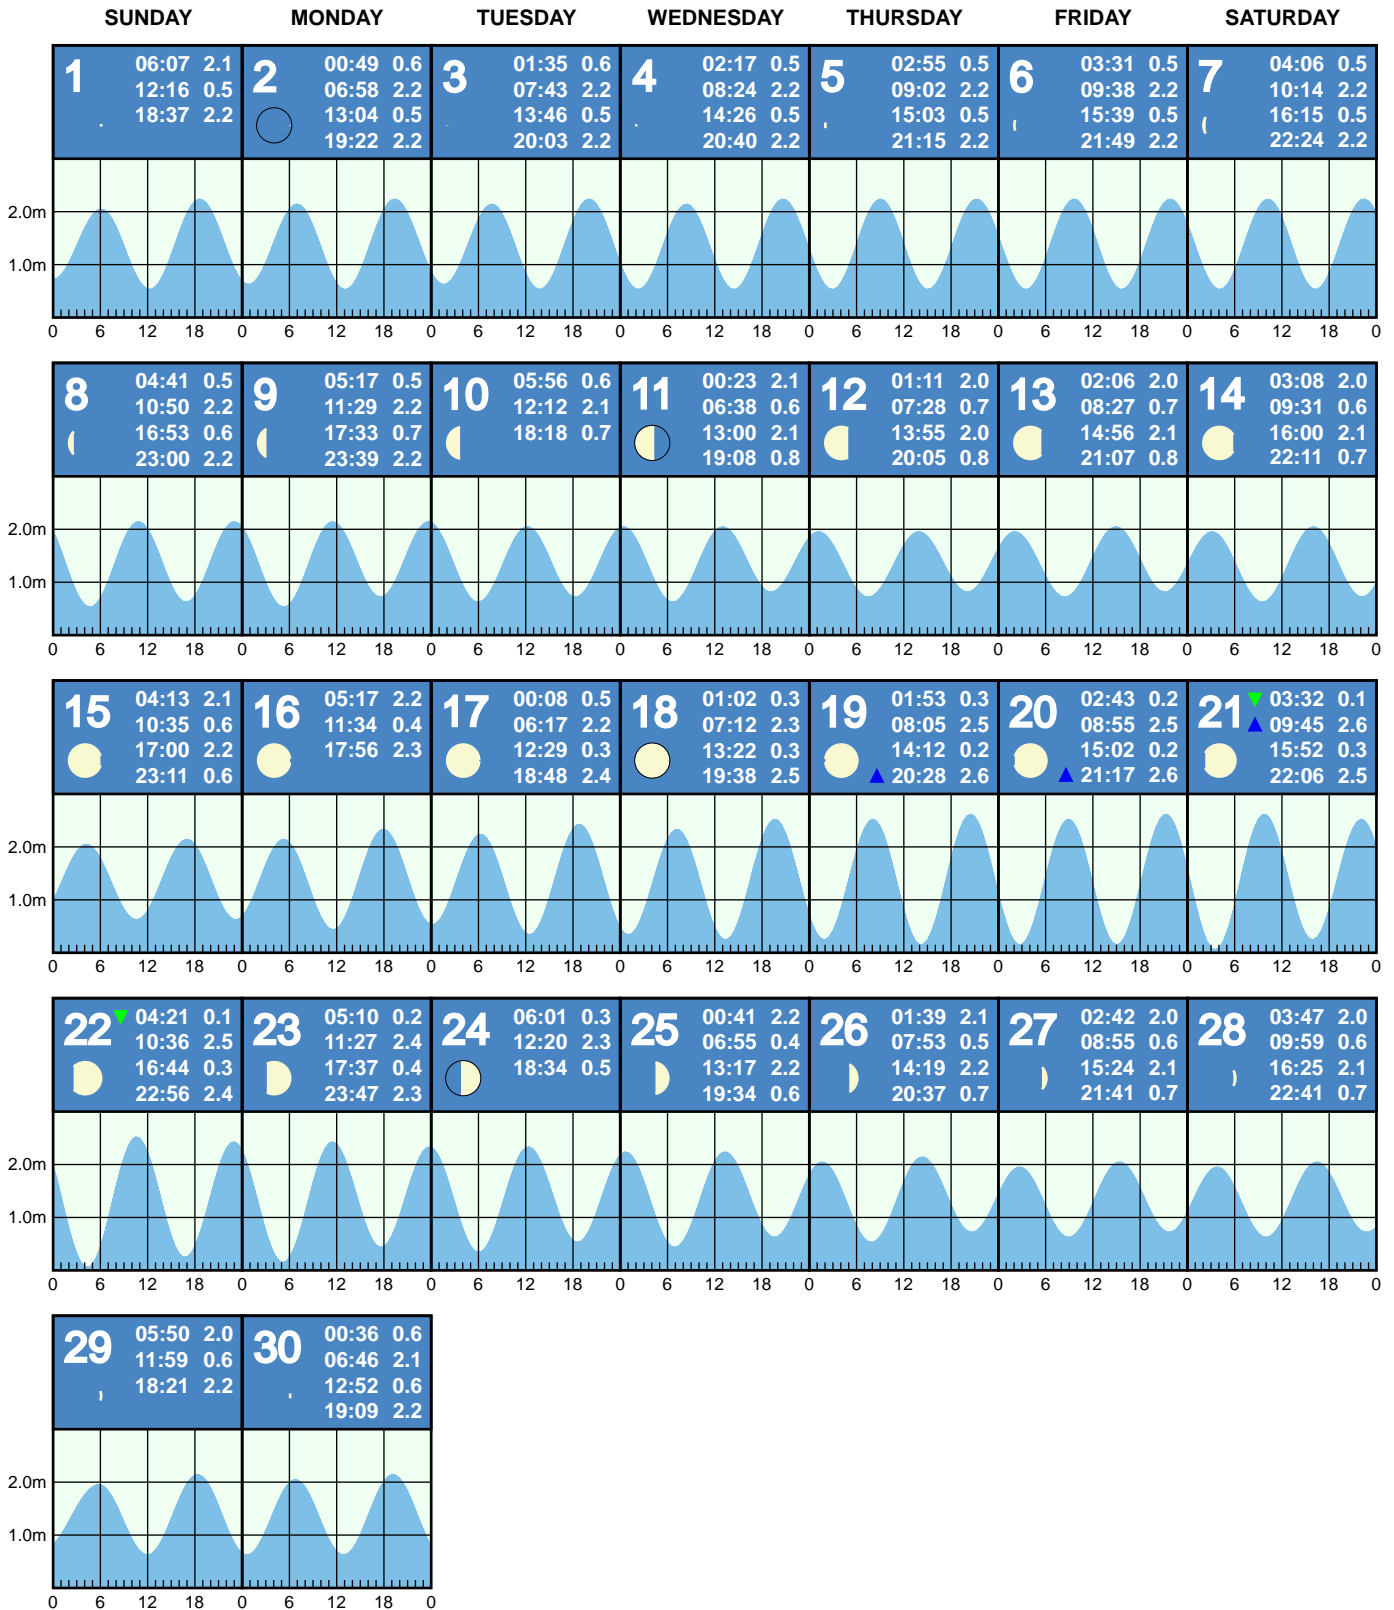 SUNDAY MONDAY TUESDAY WEDNESDAY THURSDAY FRIDAY SATURDAY
1 06:07 2.1
12:16 0.5
18:37 2.2
2 00:49 0.6
06:58 2.2
13:04 0.5
19:22 2.2
3 01:35 0.6
07:43 2.2
13:46 0.5
20:03 2.2
4 02:17 0.5
08:24 2.2
14:26 0.5
20:40 2.2
5 02:55 0.5
09:02 2.2
15:03 0.5
21:15 2.2
6 03:31 0.5
09:38 2.2
15:39 0.5
21:49 2.2
7 04:06 0.5
10:14 2.2
16:15 0.5
22:24 2.2
2.0m
1.0m
0 6 12 18 0 6 12 18 0 6 12 18 0 6 12 18 0 6 12 18 0 6 12 18 0 6 12 18 0
8 04:41 0.5
10:50 2.2
16:53 0.6
23:00 2.2
9 05:17 0.5
11:29 2.2
17:33 0.7
23:39 2.2
10 05:56 0.6
12:12 2.1
18:18 0.7
11 00:23 2.1
06:38 0.6
13:00 2.1
19:08 0.8
12 01:11 2.0
07:28 0.7
13:55 2.0
20:05 0.8
13 02:06 2.0
08:27 0.7
14:56 2.1
21:07 0.8
14 03:08 2.0
09:31 0.6
16:00 2.1
22:11 0.7
2.0m
1.0m
0 6 12 18 0 6 12 18 0 6 12 18 0 6 12 18 0 6 12 18 0 6 12 18 0 6 12 18 0
15 04:13 2.1
10:35 0.6
17:00 2.2
23:11 0.6
16 05:17 2.2
11:34 0.4
17:56 2.3
17 00:08 0.5
06:17 2.2
12:29 0.3
18:48 2.4
18 01:02 0.3
07:12 2.3
13:22 0.3
19:38 2.5
19 01:53 0.3
08:05 2.5
14:12 0.2
20:28 2.6
20 02:43 0.2
08:55 2.5
15:02 0.2
21:17 2.6
21 03:32 0.1
09:45 2.6
15:52 0.3
22:06 2.5
2.0m
1.0m
0 6 12 18 0 6 12 18 0 6 12 18 0 6 12 18 0 6 12 18 0 6 12 18 0 6 12 18 0
22 04:21 0.1
10:36 2.5
16:44 0.3
22:56 2.4
23 05:10 0.2
11:27 2.4
17:37 0.4
23:47 2.3
24 06:01 0.3
12:20 2.3
18:34 0.5
25 00:41 2.2
06:55 0.4
13:17 2.2
19:34 0.6
26 01:39 2.1
07:53 0.5
14:19 2.2
20:37 0.7
27 02:42 2.0
08:55 0.6
15:24 2.1
21:41 0.7
28 03:47 2.0
09:59 0.6
16:25 2.1
22:41 0.7
2.0m
1.0m
0 6 12 18 0 6 12 18 0 6 12 18 0 6 12 18 0 6 12 18 0 6 12 18 0 6 12 18 0
29 05:50 2.0
11:59 0.6
18:21 2.2
30 00:36 0.6
06:46 2.1
12:52 0.6
19:09 2.2
2.0m
1.0m
0 6 12 18 0 6 12 18 0